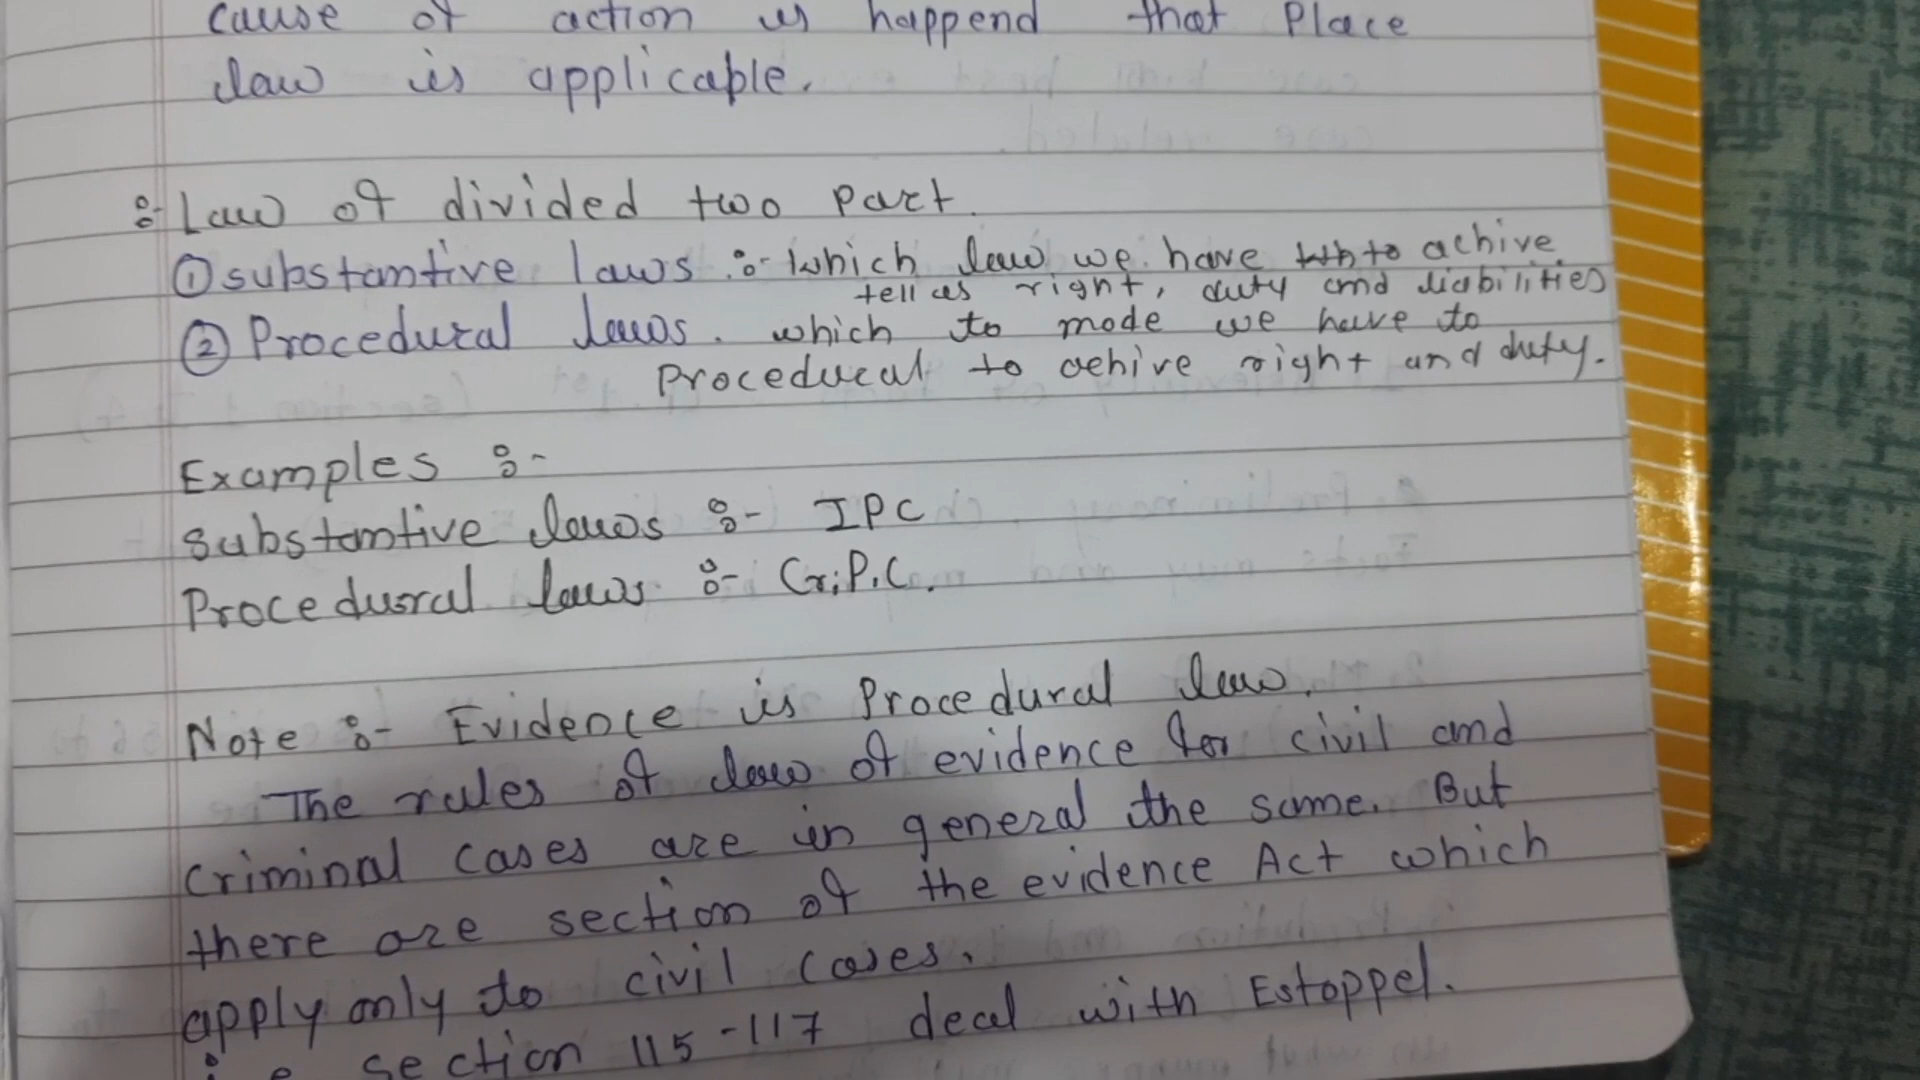 cause of action is happend that Place
law is applicable.
:- Law of divided two part.
① substantive laws :- which law we have to achive
tell us right, duty and liabilities
② Procedural laws. which to mode we have to
Procedural to achive right and duty.
Examples :-
substantive laws :- IPC
Procedural laws :- Cr.P.C.
Note :- Evidence is Procedural law.
The rules of law of evidence for civil and
criminal cases are in general the same. But
there are section of the evidence Act which
apply only to civil cases.
i.e section 115-117 deal with Estoppel.